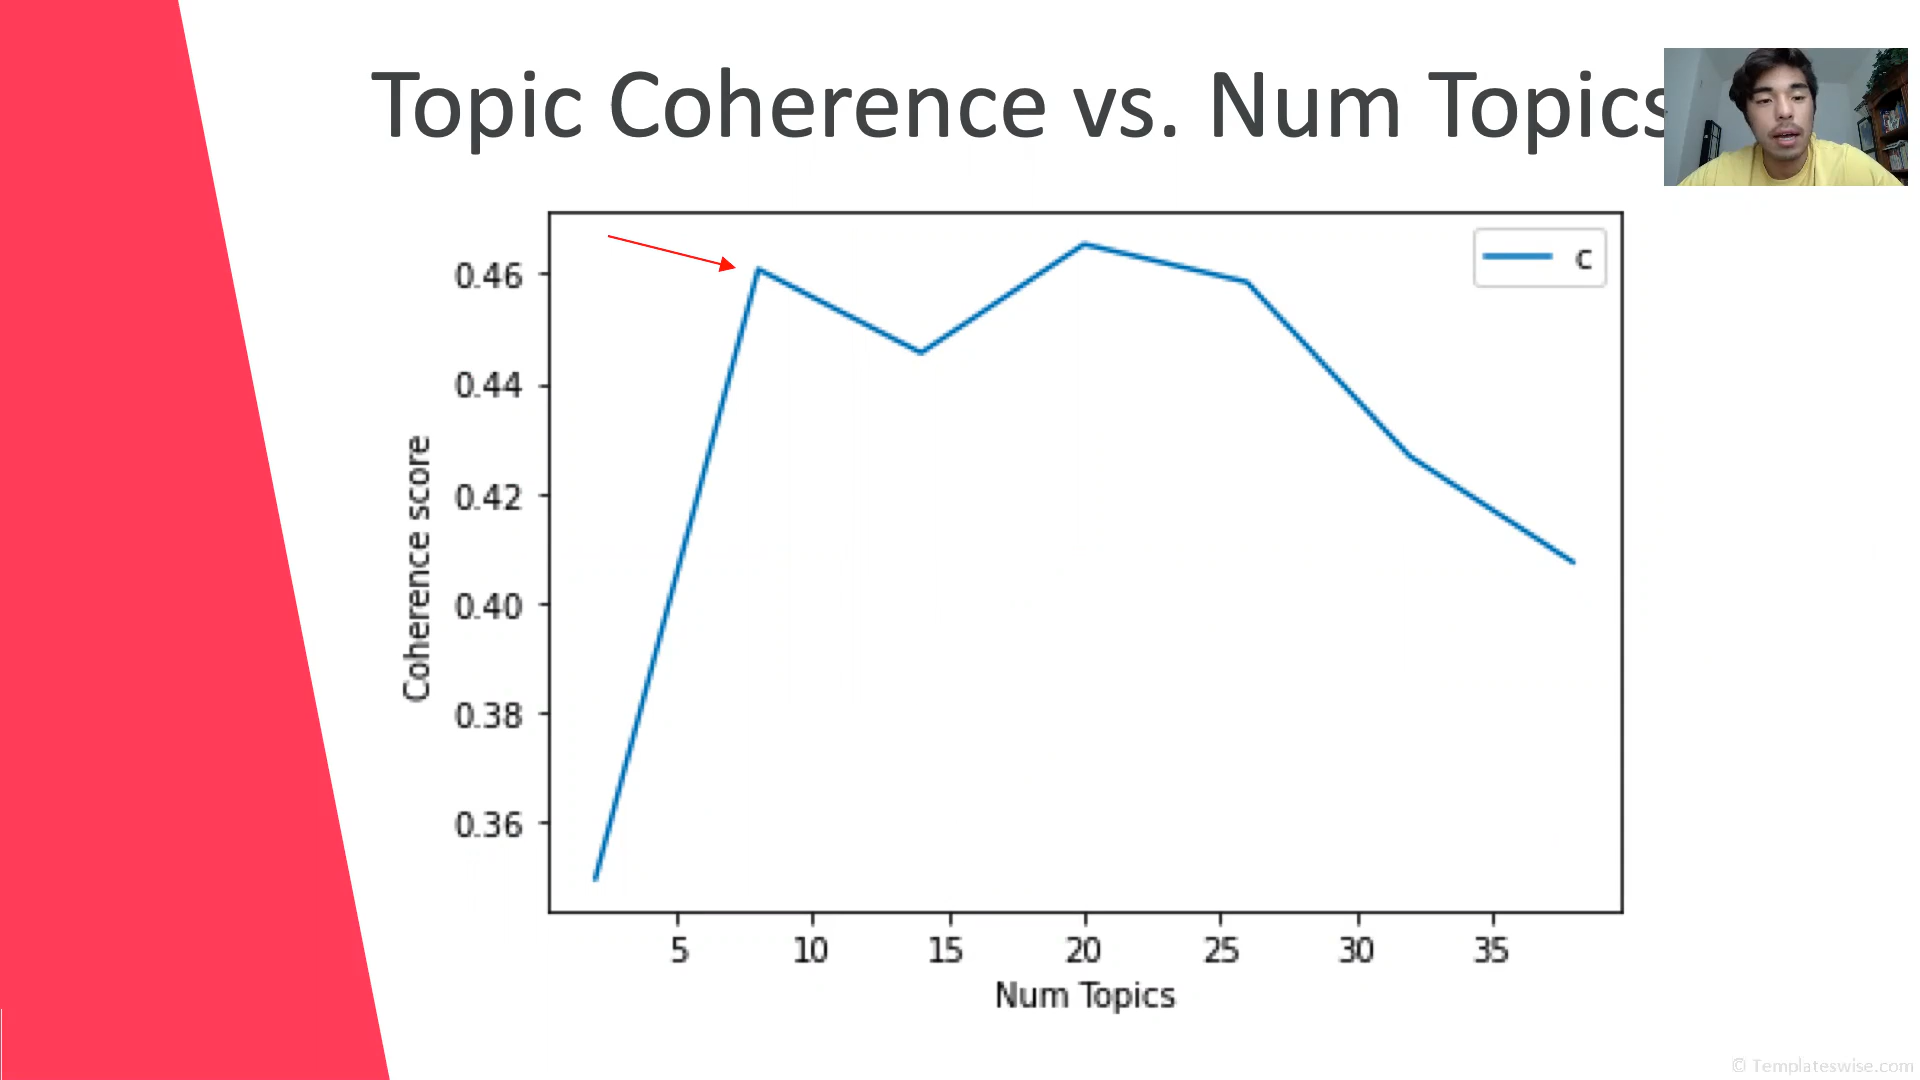 Topic Coherence vs. Num Topics
c
0.46
0.44
0.42
0.40
0.38
0.36
Coherence score
5 10 15 20 25 30 35
Num Topics
© Templateswise.com